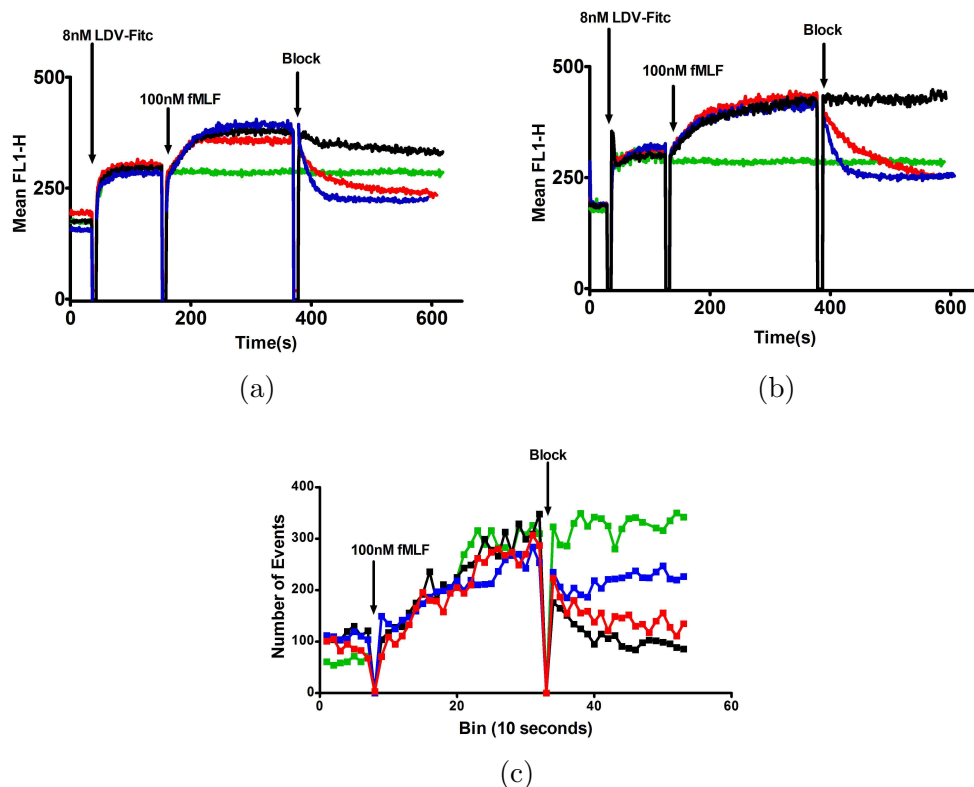 8nM LDV-Fitc
Block
100nM fMLF
500
250
0
Mean FL1-H
0
200
400
600
Time(s)
(a)
8nM LDV-Fitc
Block
100nM fMLF
500
250
0
Mean FL1-H
0
200
400
600
Time(s)
(b)
Block
100nM fMLF
400
300
200
100
0
Number of Events
0
20
40
60
Bin (10 seconds)
(c)